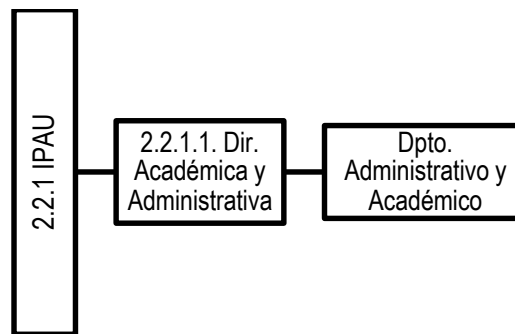 2.2.1 IPAU
2.2.1.1. Dir.
Académica y
Administrativa
Dpto.
Administrativo y
Académico